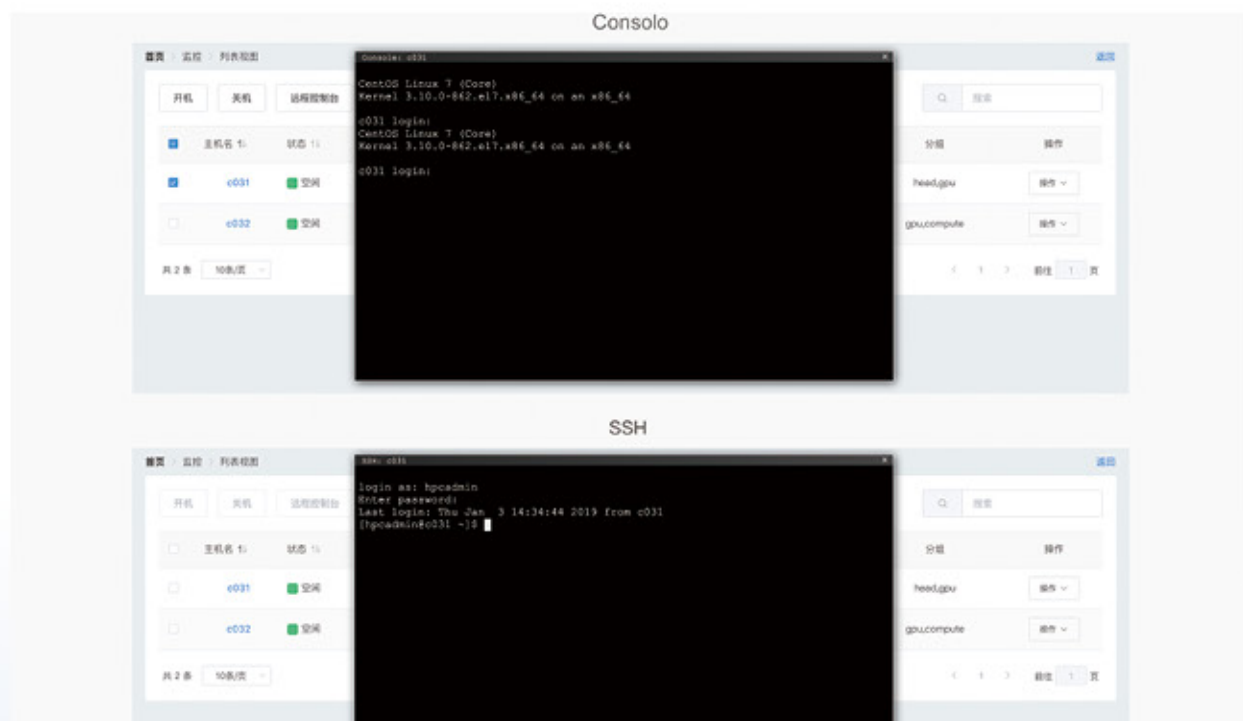 Consolo
首页 > 监控 > 列表视图
Console: c031
×
返回
开机 关机 远程控制台
搜索
CentOS Linux 7 (Core)
Kernel 3.10.0-862.el7.x86_64 on an x86_64
c031 login:
CentOS Linux 7 (Core)
Kernel 3.10.0-862.el7.x86_64 on an x86_64
c031 login:
主机名 状态 分组 操作
c031 空闲 head,gpu 操作
c032 空闲 gpu,compute 操作
共 2 条 10条/页 < 1 > 前往 1 页
SSH
首页 > 监控 > 列表视图
SSH: c031
×
返回
开机 关机 远程控制台
搜索
login as: hpcadmin
Enter password:
Last login: Thu Jan  3 14:34:44 2019 from c031
[hpcadmin@c031 ~]$
主机名 状态 分组 操作
c031 空闲 head,gpu 操作
c032 空闲 gpu,compute 操作
共 2 条 10条/页 < 1 > 前往 1 页